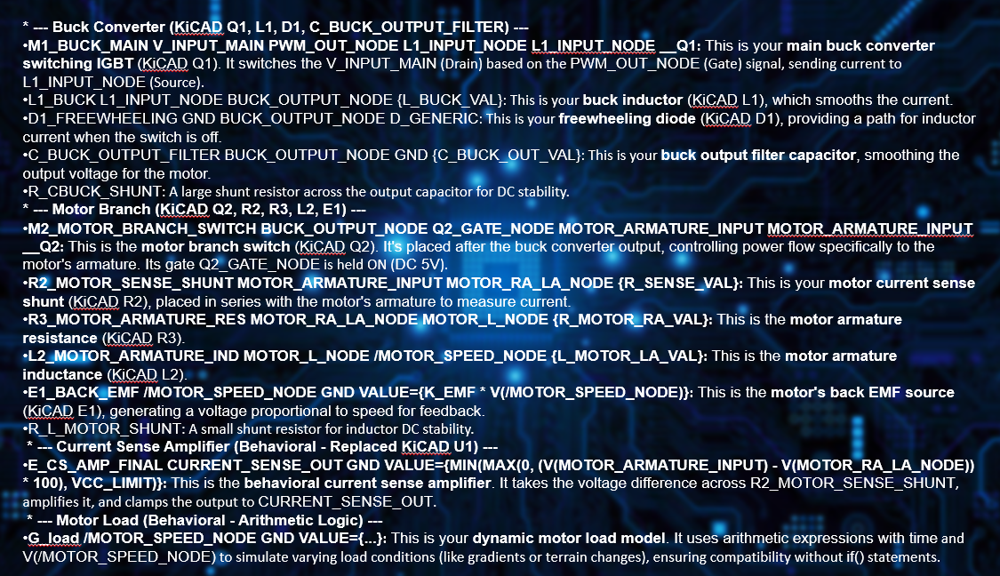 * --- Buck Converter (KiCAD Q1, L1, D1, C_BUCK_OUTPUT_FILTER) ---
•M1_BUCK_MAIN V_INPUT_MAIN PWM_OUT_NODE L1_INPUT_NODE L1_INPUT_NODE __Q1: This is your main buck converter
switching IGBT (KiCAD Q1). It switches the V_INPUT_MAIN (Drain) based on the PWM_OUT_NODE (Gate) signal, sending current to
L1_INPUT_NODE (Source).
•L1_BUCK L1_INPUT_NODE BUCK_OUTPUT_NODE {L_BUCK_VAL}: This is your buck inductor (KiCAD L1), which smooths the current.
•D1_FREEWHEELING GND BUCK_OUTPUT_NODE D_GENERIC: This is your freewheeling diode (KiCAD D1), providing a path for inductor
current when the switch is off.
•C_BUCK_OUTPUT_FILTER BUCK_OUTPUT_NODE GND {C_BUCK_OUT_VAL}: This is your buck output filter capacitor, smoothing the
output voltage for the motor.
•R_CBUCK_SHUNT: A large shunt resistor across the output capacitor for DC stability.
* --- Motor Branch (KiCAD Q2, R2, R3, L2, E1) ---
•M2_MOTOR_BRANCH_SWITCH BUCK_OUTPUT_NODE Q2_GATE_NODE MOTOR_ARMATURE_INPUT MOTOR_ARMATURE_INPUT
__Q2: This is the motor branch switch (KiCAD Q2). It's placed after the buck converter output, controlling power flow specifically to the
motor's armature. Its gate Q2_GATE_NODE is held ON (DC 5V).
•R2_MOTOR_SENSE_SHUNT MOTOR_ARMATURE_INPUT MOTOR_RA_LA_NODE {R_SENSE_VAL}: This is your motor current sense
shunt (KiCAD R2), placed in series with the motor's armature to measure current.
•R3_MOTOR_ARMATURE_RES MOTOR_RA_LA_NODE MOTOR_L_NODE {R_MOTOR_RA_VAL}: This is the motor armature
resistance (KiCAD R3).
•L2_MOTOR_ARMATURE_IND MOTOR_L_NODE /MOTOR_SPEED_NODE {L_MOTOR_LA_VAL}: This is the motor armature
inductance (KiCAD L2).
•E1_BACK_EMF /MOTOR_SPEED_NODE GND VALUE={K_EMF * V(/MOTOR_SPEED_NODE)}: This is the motor's back EMF source
(KiCAD E1), generating a voltage proportional to speed for feedback.
•R_L_MOTOR_SHUNT: A small shunt resistor for inductor DC stability.
* --- Current Sense Amplifier (Behavioral - Replaced KiCAD U1) ---
•E_CS_AMP_FINAL CURRENT_SENSE_OUT GND VALUE={MIN(MAX(0, (V(MOTOR_ARMATURE_INPUT) - V(MOTOR_RA_LA_NODE))
* 100), VCC_LIMIT)}: This is the behavioral current sense amplifier. It takes the voltage difference across R2_MOTOR_SENSE_SHUNT,
amplifies it, and clamps the output to CURRENT_SENSE_OUT.
* --- Motor Load (Behavioral - Arithmetic Logic) ---
•G_load /MOTOR_SPEED_NODE GND VALUE={...}: This is your dynamic motor load model. It uses arithmetic expressions with time and
V(/MOTOR_SPEED_NODE) to simulate varying load conditions (like gradients or terrain changes), ensuring compatibility without if() statements.